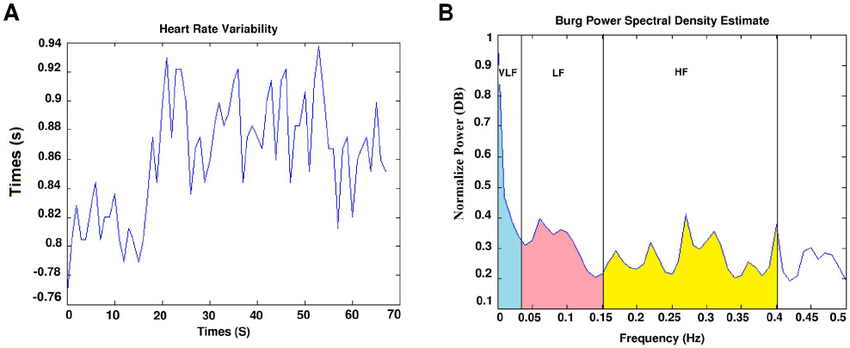 A
Heart Rate Variability
0.94
0.92
0.9
0.88
0.86
0.84
0.82
0.8
-0.78
-0.76
Times (s)
0 10 20 30 40 50 60 70
Times (S)
B
Burg Power Spectral Density Estimate
1
0.9
0.8
0.7
0.6
0.5
0.4
0.3
0.2
0.1
Normalize Power (DB)
VLF LF HF
0 0.05 0.1 0.15 0.2 0.25 0.3 0.35 0.4 0.45 0.5
Frequency (Hz)